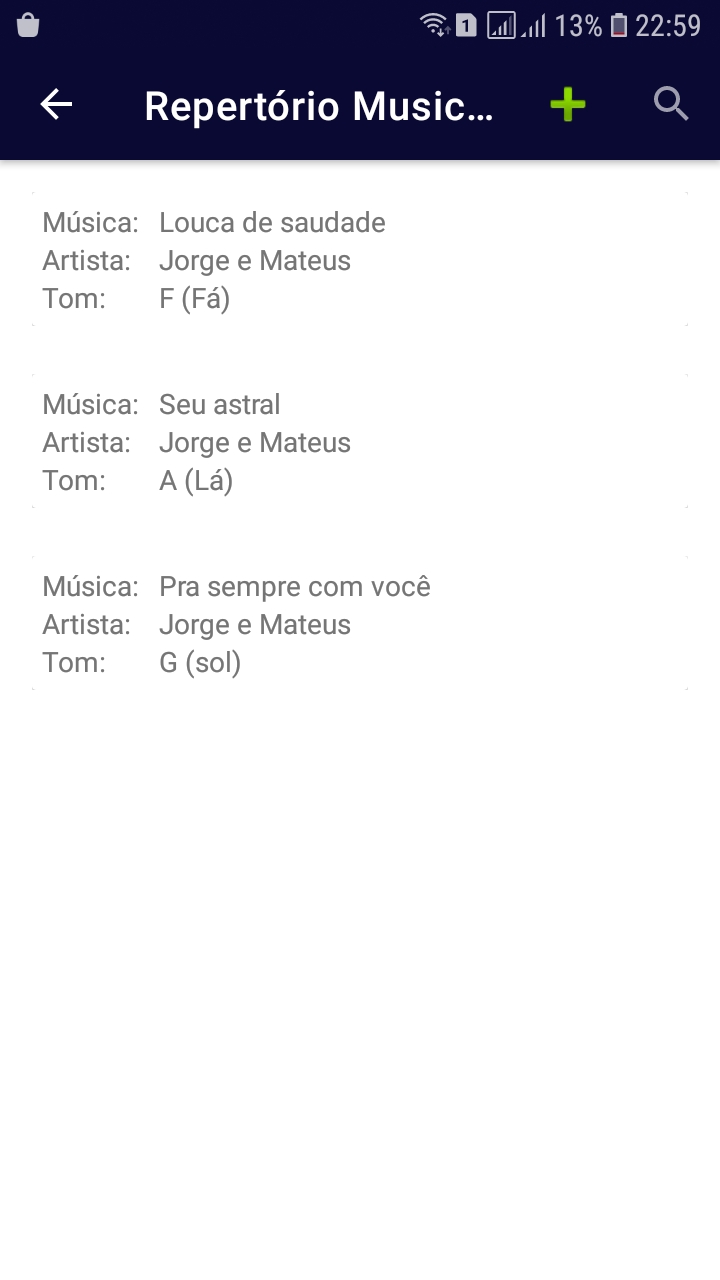 1 13% 22:59
Repertório Music...
Música: Louca de saudade
Artista: Jorge e Mateus
Tom: F (Fá)
Música: Seu astral
Artista: Jorge e Mateus
Tom: A (Lá)
Música: Pra sempre com você
Artista: Jorge e Mateus
Tom: G (sol)